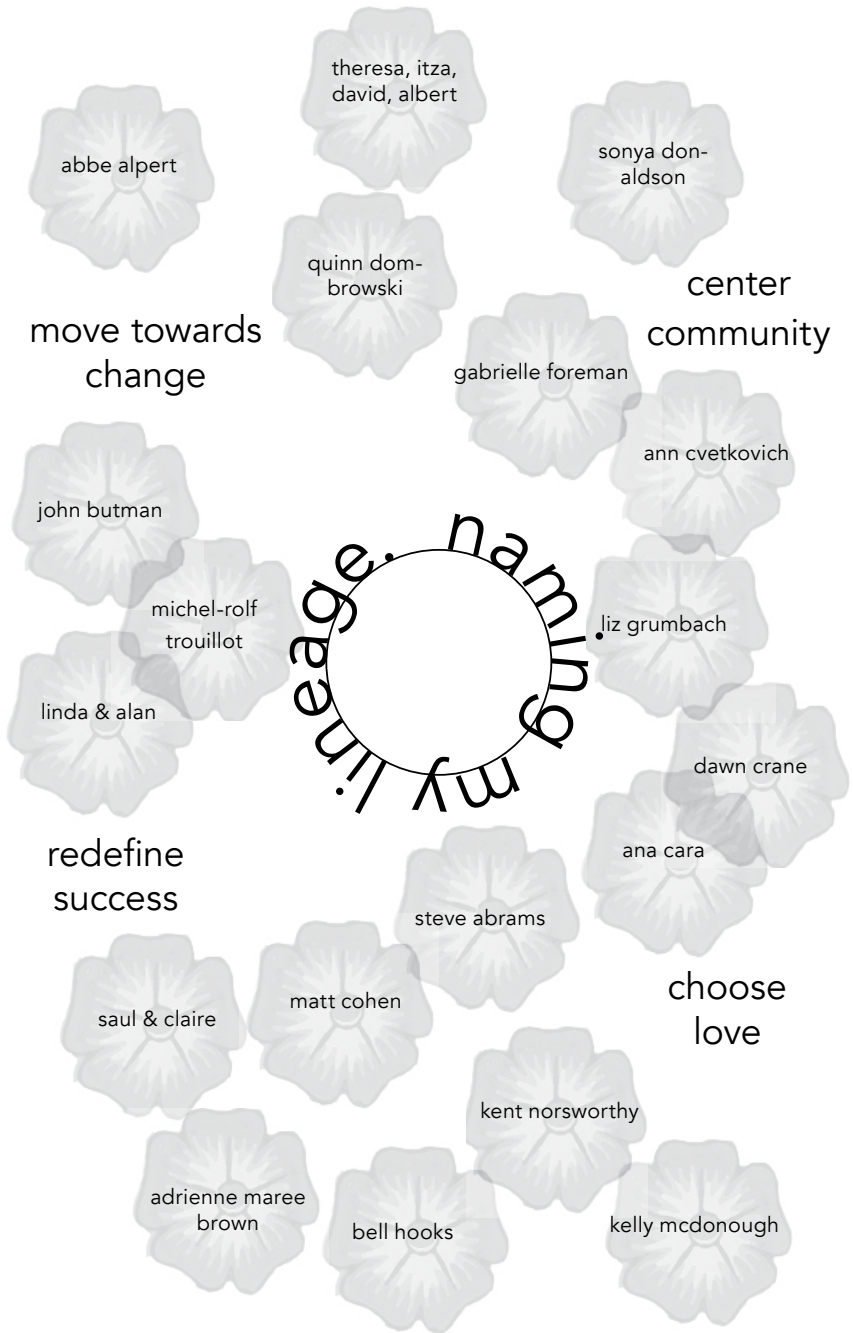 theresa, itza,
david, albert
abbe alpert
sonya don-
aldson
quinn dom-
browski
center
community
move towards
change
gabrielle foreman
ann cvetkovich
john butman
naming my lineage.
michel-rolf
trouillot
liz grumbach
linda & alan
dawn crane
ana cara
redefine
success
steve abrams
choose
love
matt cohen
saul & claire
kent norsworthy
adrienne maree
brown
bell hooks
kelly mcdonough